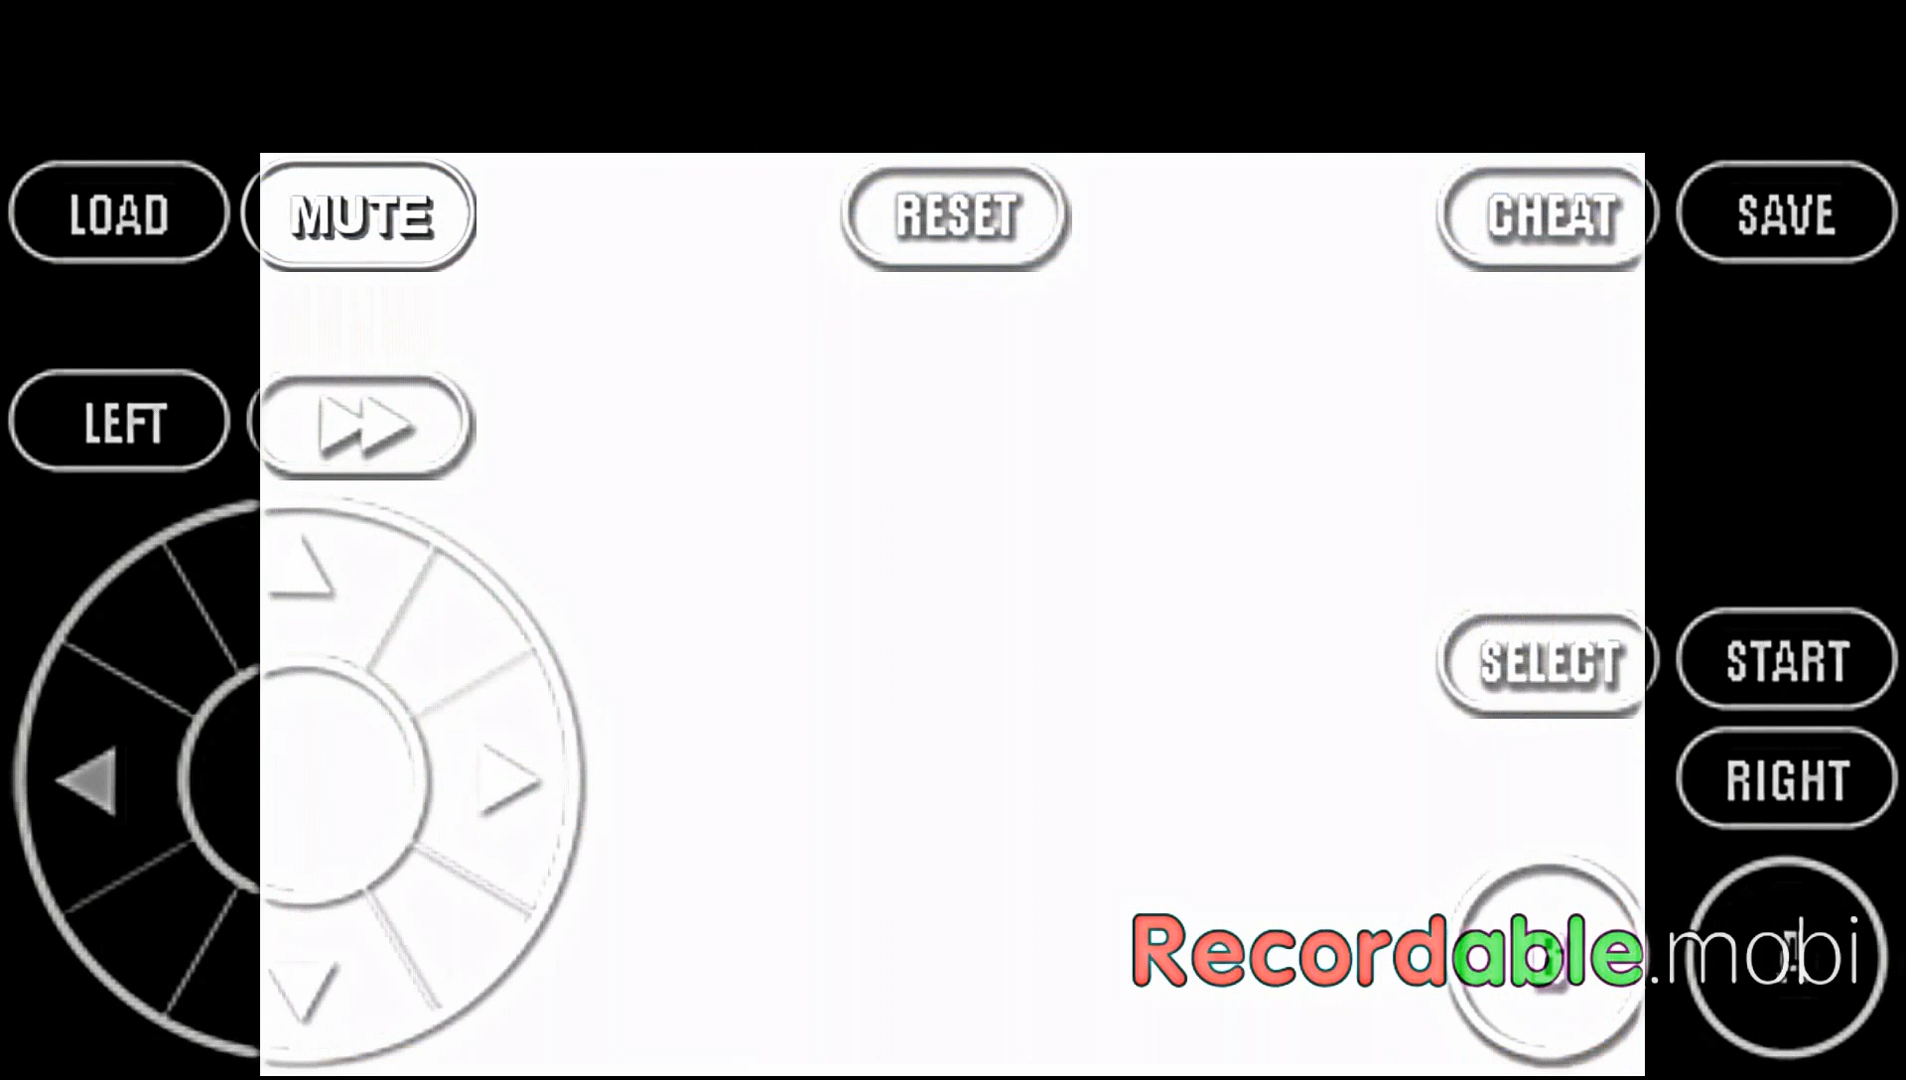 LOAD MUTE RESET CHEAT SAVE
LEFT
SELECT START
RIGHT
Recordable.mobi